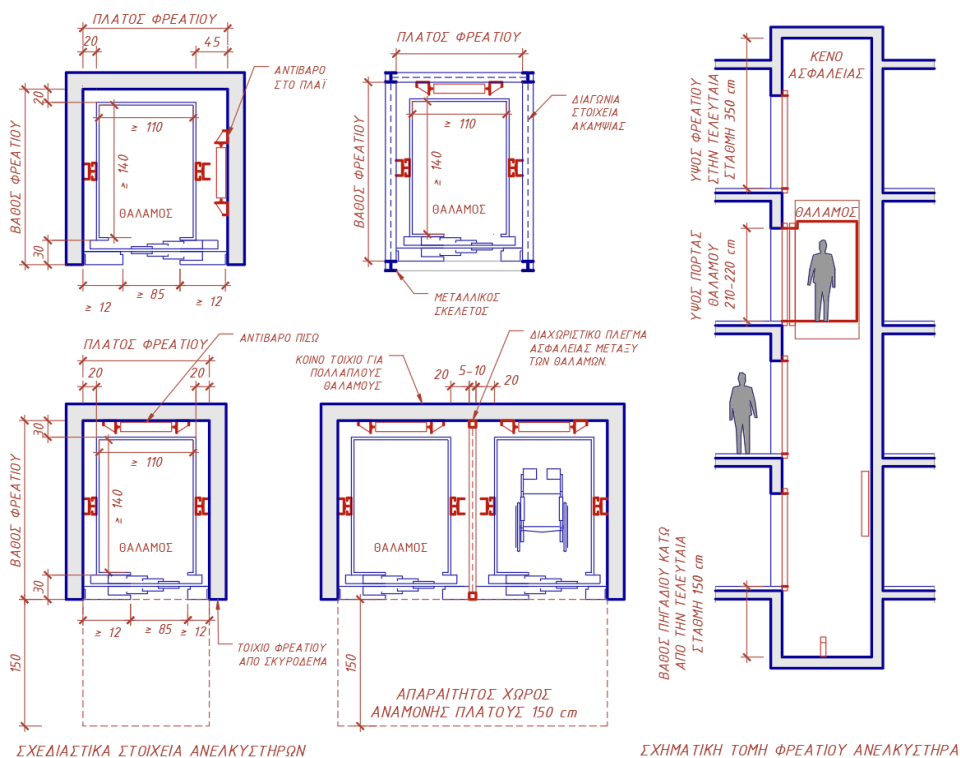 ΠΛΑΤΟΣ ΦΡΕΑΤΙΟΥ
20
45
ΑΝΤΙΒΑΡΟ
ΣΤΟ ΠΛΑΪ
20
ΒΑΘΟΣ ΦΡΕΑΤΙΟΥ
≥ 110
≥ 140
ΘΑΛΑΜΟΣ
30
≥ 12
≥ 85
≥ 12
ΠΛΑΤΟΣ ΦΡΕΑΤΙΟΥ
ΒΑΘΟΣ ΦΡΕΑΤΙΟΥ
≥ 110
≥ 140
ΘΑΛΑΜΟΣ
ΔΙΑΓΩΝΙΑ
ΣΤΟΙΧΕΙΑ
ΑΚΑΜΨΙΑΣ
ΜΕΤΑΛΛΙΚΟΣ
ΣΚΕΛΕΤΟΣ
ΚΕΝΟ
ΑΣΦΑΛΕΙΑΣ
ΥΨΟΣ ΦΡΕΑΤΙΟΥ
ΣΤΗΝ ΤΕΛΕΥΤΑΙΑ
ΣΤΑΘΜΗ 350 cm
ΘΑΛΑΜΟΣ
ΥΨΟΣ ΠΟΡΤΑΣ
ΘΑΛΑΜΟΥ
210-220 cm
ΒΑΘΟΣ ΠΗΓΑΔΙΟΥ ΚΑΤΩ
ΑΠΟ ΤΗΝ ΤΕΛΕΥΤΑΙΑ
ΣΤΑΘΜΗ 150 cm
ΠΛΑΤΟΣ ΦΡΕΑΤΙΟΥ
20
20
ΑΝΤΙΒΑΡΟ ΠΙΣΩ
30
ΒΑΘΟΣ ΦΡΕΑΤΙΟΥ
≥ 110
≥ 140
ΘΑΛΑΜΟΣ
30
≥ 12
≥ 85
≥ 12
150
ΤΟΙΧΙΟ ΦΡΕΑΤΙΟΥ
ΑΠΟ ΣΚΥΡΟΔΕΜΑ
ΚΟΙΝΟ ΤΟΙΧΙΟ ΓΙΑ
ΠΟΛΛΑΠΛΟΥΣ
ΘΑΛΑΜΟΥΣ
20
5-10
20
ΔΙΑΧΩΡΙΣΤΙΚΟ ΠΛΕΓΜΑ
ΑΣΦΑΛΕΙΑΣ ΜΕΤΑΞΥ
ΤΩΝ ΘΑΛΑΜΩΝ.
ΘΑΛΑΜΟΣ
150
ΑΠΑΡΑΙΤΗΤΟΣ ΧΩΡΟΣ
ΑΝΑΜΟΝΗΣ ΠΛΑΤΟΥΣ 150 cm
ΣΧΕΔΙΑΣΤΙΚΑ ΣΤΟΙΧΕΙΑ ΑΝΕΛΚΥΣΤΗΡΩΝ
ΣΧΗΜΑΤΙΚΗ ΤΟΜΗ ΦΡΕΑΤΙΟΥ ΑΝΕΛΚΥΣΤΗΡΑ